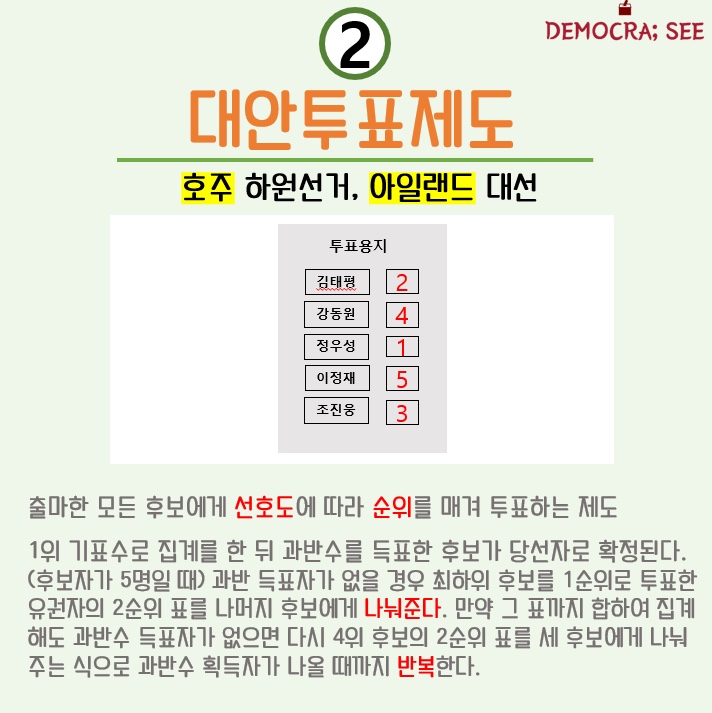 DEMOCRA; SEE
2
대안투표제도
호주 하원선거, 아일랜드 대선
투표용지
김태평 2
강동원 4
정우성 1
이정재 5
조진웅 3
출마한 모든 후보에게 선호도에 따라 순위를 매겨 투표하는 제도
1위 기표수로 집계를 한 뒤 과반수를 득표한 후보가 당선자로 확정된다.
(후보자가 5명일 때) 과반 득표자가 없을 경우 최하위 후보를 1순위로 투표한
유권자의 2순위 표를 나머지 후보에게 나눠준다. 만약 그 표까지 합하여 집계
해도 과반수 득표자가 없으면 다시 4위 후보의 2순위 표를 세 후보에게 나눠
주는 식으로 과반수 획득자가 나올 때까지 반복한다.